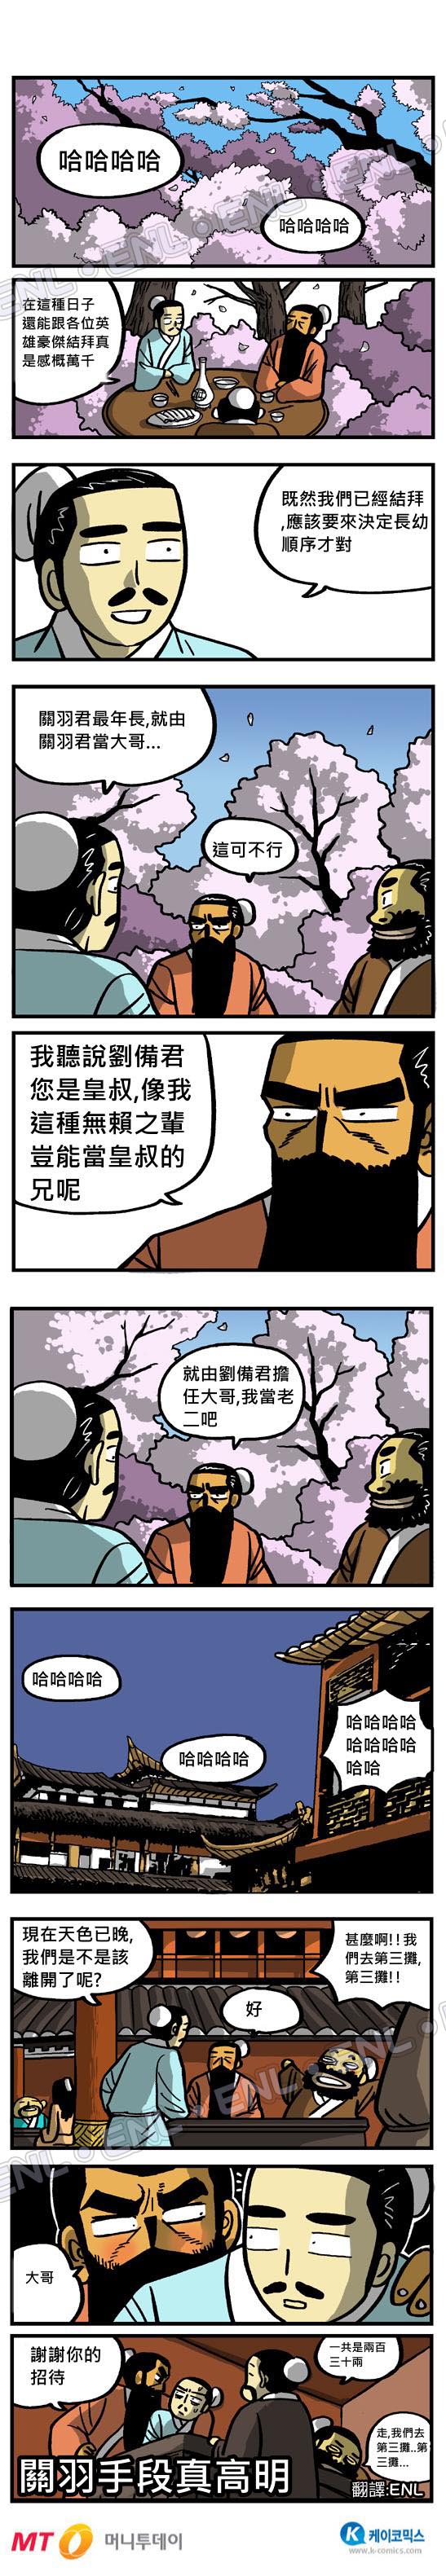 哈哈哈哈
哈哈哈哈
在這種日子
還能跟各位英
雄豪傑結拜真
是感慨萬千
既然我們已經結拜
,應該要來決定長幼
順序才對
關羽君最年長,就由
關羽君當大哥...
這可不行
我聽說劉備君
您是皇叔,像我
這種無賴之輩
豈能當皇叔的
兄呢
就由劉備君擔
任大哥,我當老
二吧
哈哈哈哈
哈哈哈哈
哈哈哈哈
哈哈哈哈
哈哈
現在天色已晚,
我們是不是該
離開了呢?
好
甚麼啊!!我
們去第三攤,
第三攤!!
大哥
謝謝你的
招待
一共是兩百
三十兩
走,我們去
第三攤..第
三攤...
關羽手段真高明
翻譯:ENL
MT 머니투데이
K 케이코믹스
www.k-comics.com
ENL